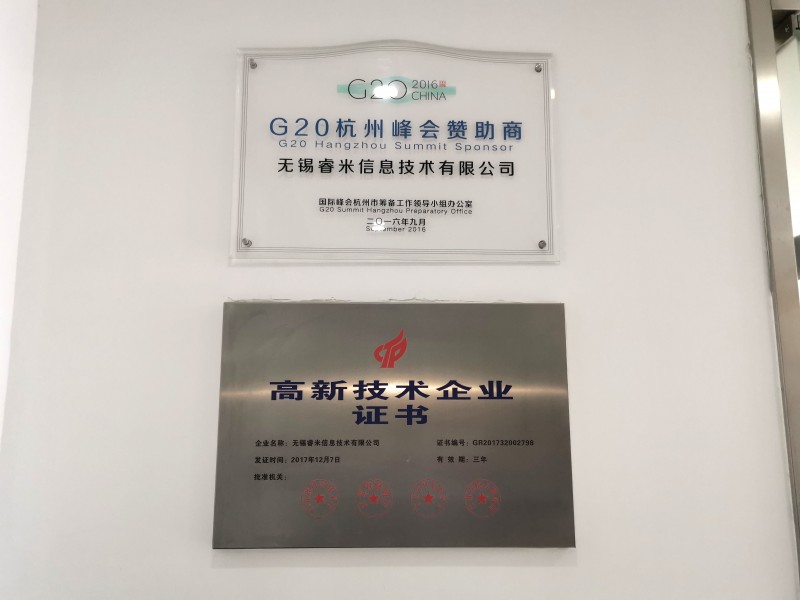 G20 2016
CHINA
G20杭州峰会赞助商
G20 Hangzhou Summit Sponsor
无锡睿米信息技术有限公司
国际峰会杭州市筹备工作领导小组办公室
G20 Summit Hangzhou Preparatory Office
二〇一六年九月
September 2016
高新技术企业
证书
企业名称：无锡睿米信息技术有限公司 证书编号：GR201732002798
发证时间：2017年12月7日 有 效 期：三年
批准机关：